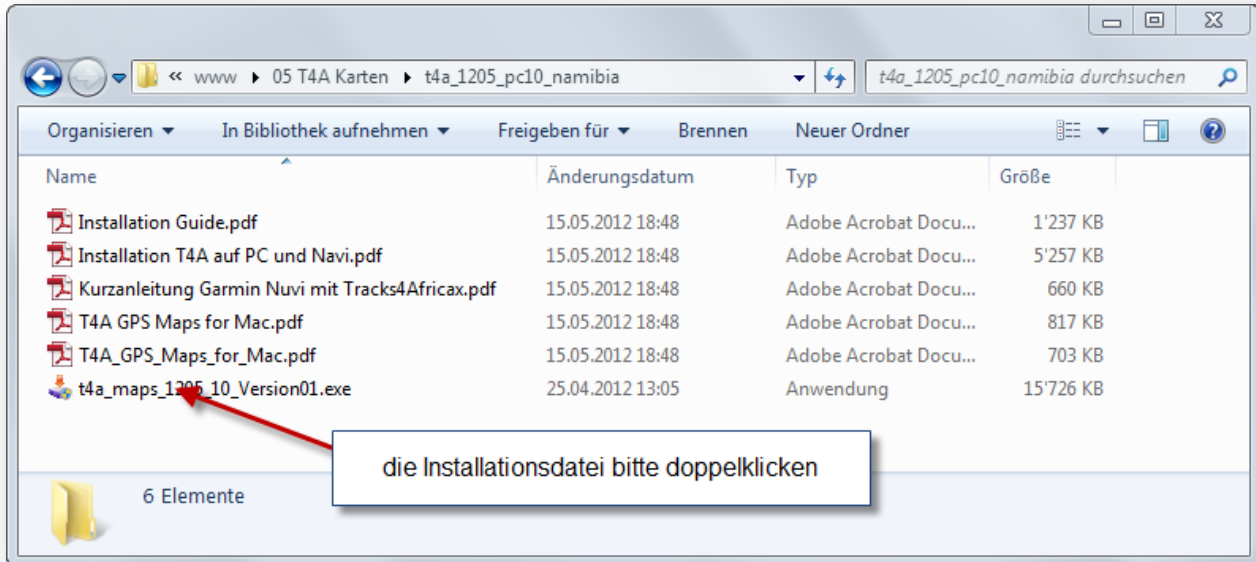 « www ▸ 05 T4A Karten ▸ t4a_1205_pc10_namibia
t4a_1205_pc10_namibia durchsuchen
Organisieren In Bibliothek aufnehmen Freigeben für Brennen Neuer Ordner
Name Änderungsdatum Typ Größe
Installation Guide.pdf 15.05.2012 18:48 Adobe Acrobat Docu... 1'237 KB
Installation T4A auf PC und Navi.pdf 15.05.2012 18:48 Adobe Acrobat Docu... 5'257 KB
Kurzanleitung Garmin Nuvi mit Tracks4Africax.pdf 15.05.2012 18:48 Adobe Acrobat Docu... 660 KB
T4A GPS Maps for Mac.pdf 15.05.2012 18:48 Adobe Acrobat Docu... 817 KB
T4A_GPS_Maps_for_Mac.pdf 15.05.2012 18:48 Adobe Acrobat Docu... 703 KB
t4a_maps_1205_10_Version01.exe 25.04.2012 13:05 Anwendung 15'726 KB
die Installationsdatei bitte doppelklicken
6 Elemente